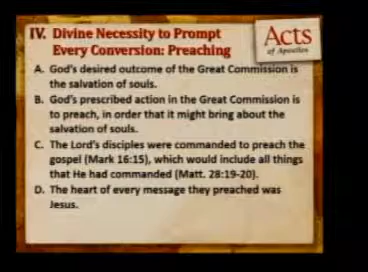 IV. Divine Necessity to Prompt
Every Conversion: Preaching
Acts
of Apostles
A. God's desired outcome of the Great Commission is
the salvation of souls.
B. God's prescribed action in the Great Commission is
to preach, in order that it might bring about the
salvation of souls.
C. The Lord's disciples were commanded to preach the
gospel (Mark 16:15), which would include all things
that He had commanded (Matt. 28:19-20).
D. The heart of every message they preached was
Jesus.